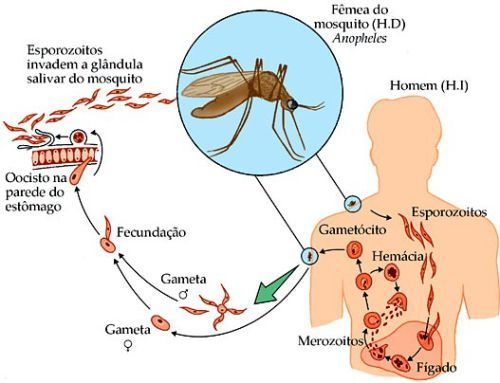 Fêmea do
mosquito (H.D)
Anopheles
Esporozoitos
invadem a glândula
salivar do mosquito
Homem (H.I)
Oocisto na
parede do
estômago
Fecundação
Gameta
♂
Gameta
♀
Esporozoitos
Gametócito
Hemácia
Merozoitos
Fígado